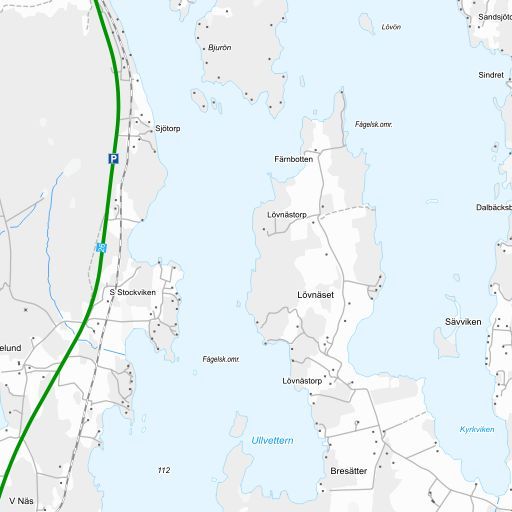 Lövön
Sandsjöto
Bjurön
Sindret
Fågelsk.omr.
Sjötorp
P
Färnbotten
Dalbäcksb
Lövnästorp
S Stockviken
Lövnäset
Sävviken
elund
Fågelsk.omr.
Lövnästorp
Kyrkviken
Ullvettern
112
Bresätter
V Näs